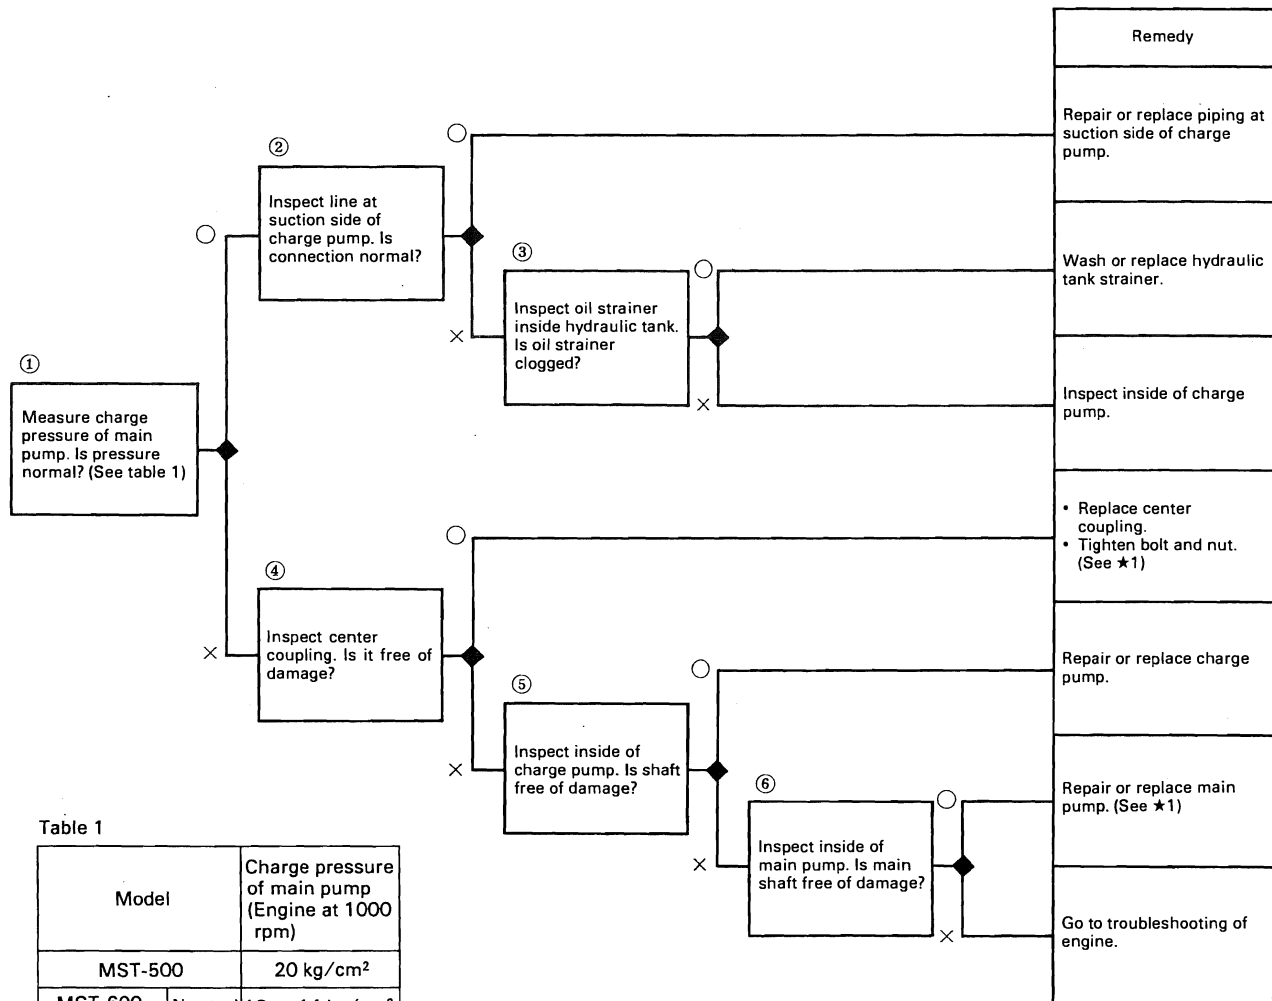 Remedy
Repair or replace piping at
suction side of charge
pump.
②
Inspect line at
suction side of
charge pump. Is
connection normal?
③
Wash or replace hydraulic
tank strainer.
Inspect oil strainer
inside hydraulic tank.
Is oil strainer
clogged?
①
Inspect inside of charge
pump.
Measure charge
pressure of main
pump. Is pressure
normal? (See table 1)
• Replace center
coupling.
• Tighten bolt and nut.
(See ★1)
④
Inspect center
coupling. Is it free of
damage?
Repair or replace charge
pump.
⑤
Inspect inside of
charge pump. Is shaft
free of damage?
⑥
Repair or replace main
pump. (See ★1)
Inspect inside of
main pump. Is main
shaft free of damage?
Go to troubleshooting of
engine.
Table 1
Model
Charge pressure
of main pump
(Engine at 1000
rpm)
MST-500 20 kg/cm²
MST-600